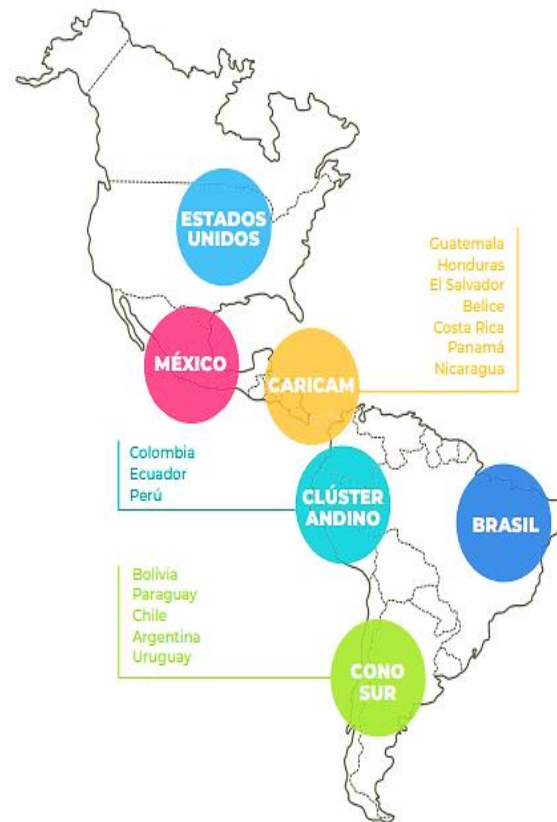 ESTADOS
UNIDOS
Guatemala
Honduras
El Salvador
Belice
Costa Rica
Panamá
Nicaragua
MÉXICO
CARICAM
Colombia
Ecuador
Perú
CLÚSTER
ANDINO
BRASIL
Bolivia
Paraguay
Chile
Argentina
Uruguay
CONO
SUR